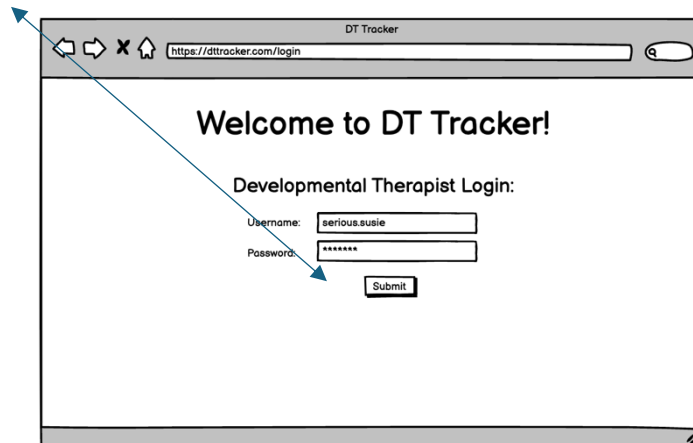 DT Tracker
https://dttracker.com/login
Welcome to DT Tracker!
Developmental Therapist Login:
Username: serious.susie
Password: *******
Submit